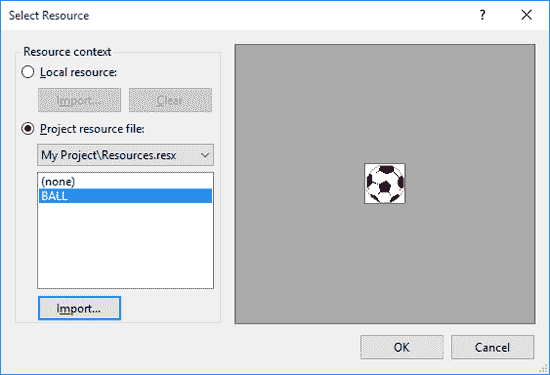 Select Resource
?
Resource context
Local resource:
Import...
Clear
Project resource file:
My Project\Resources.resx
(none)
BALL
Import...
OK
Cancel